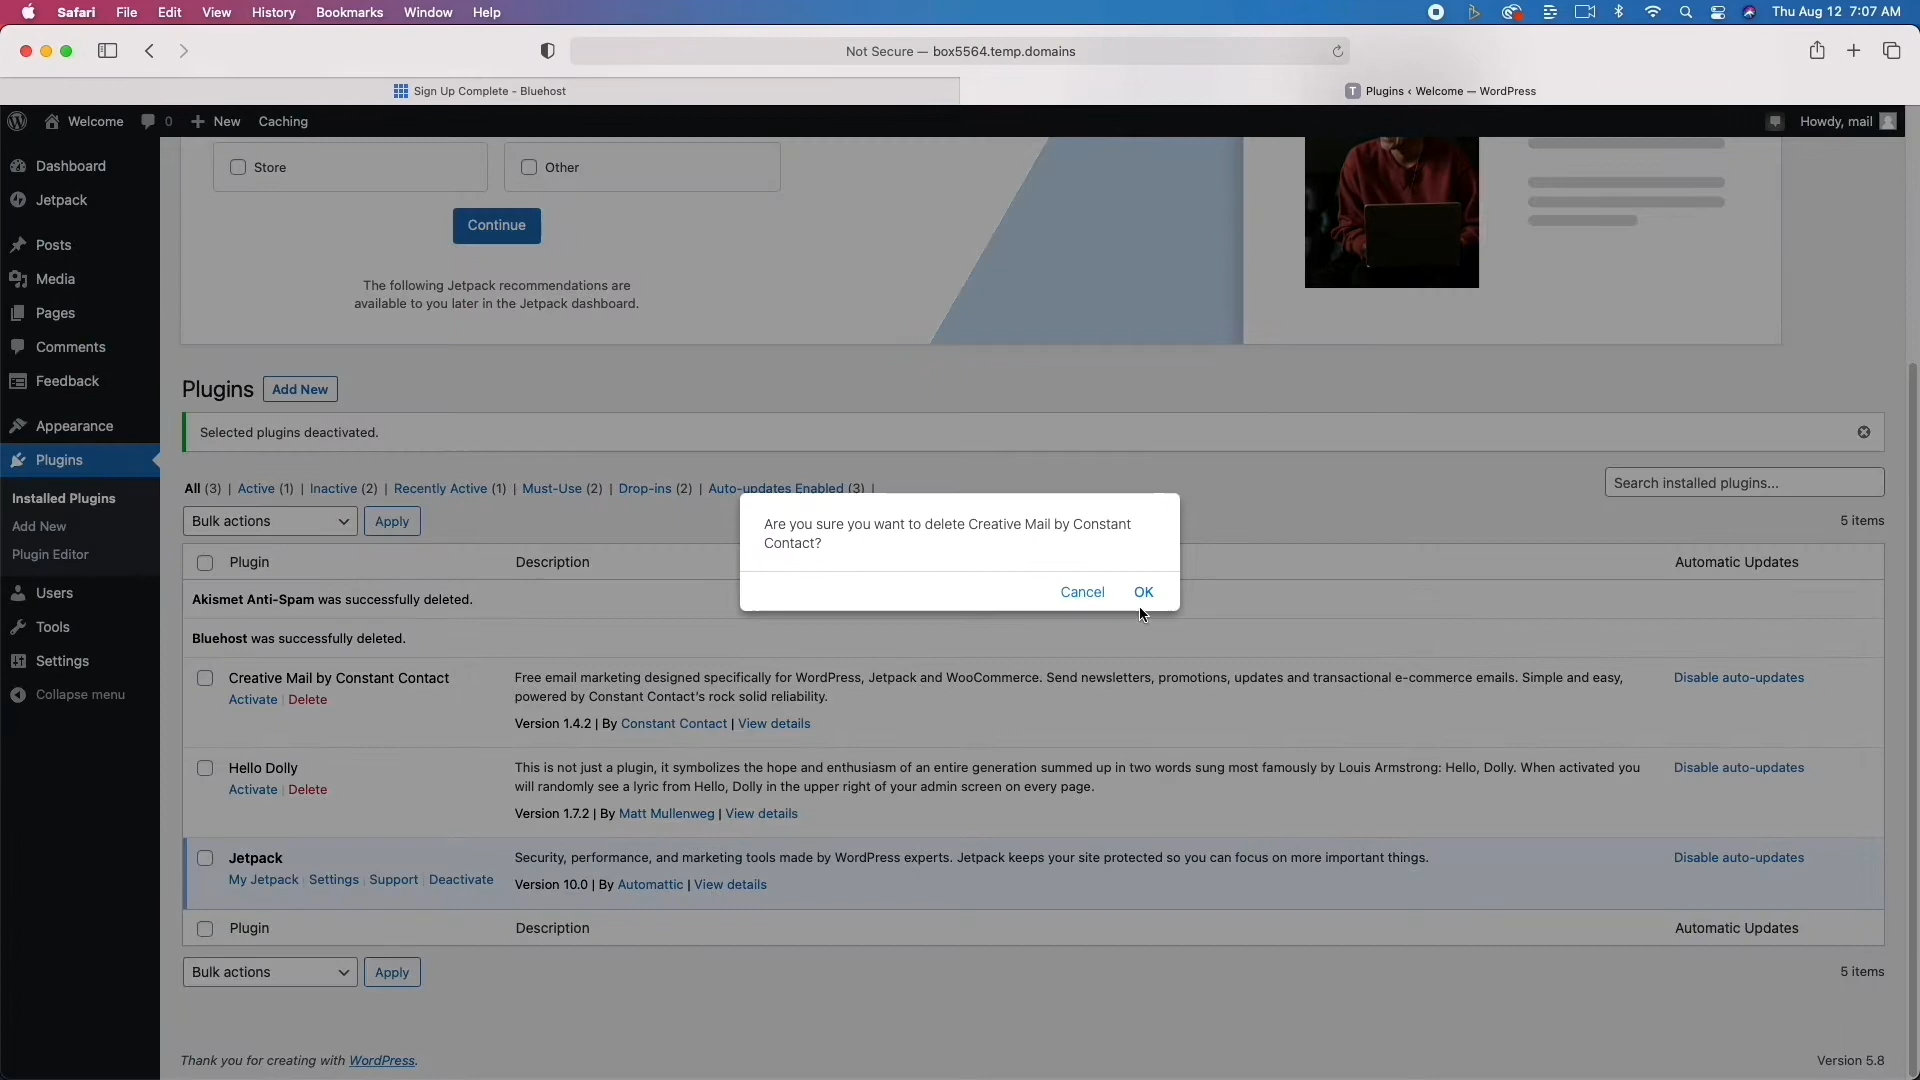 Safari File Edit View History Bookmarks Window Help Thu Aug 12 7:07 AM
Not Secure — box5564.temp.domains
Sign Up Complete - Bluehost
T Plugins ‹ Welcome — WordPress
Welcome 0 New Caching Howdy, mail
Dashboard
Jetpack
Posts
Media
Pages
Comments
Feedback
Appearance
Plugins
Installed Plugins
Add New
Plugin Editor
Users
Tools
Settings
Collapse menu
Store Other
Continue
The following Jetpack recommendations are
available to you later in the Jetpack dashboard.
Plugins Add New
Selected plugins deactivated.
All (3) | Active (1) | Inactive (2) | Recently Active (1) | Must-Use (2) | Drop-ins (2) | Auto-updates Enabled (3) |
Search installed plugins...
Bulk actions Apply 5 items
Are you sure you want to delete Creative Mail by Constant
Contact?
Cancel OK
Plugin Description Automatic Updates
Akismet Anti-Spam was successfully deleted.
Bluehost was successfully deleted.
Creative Mail by Constant Contact
Activate | Delete
Free email marketing designed specifically for WordPress, Jetpack and WooCommerce. Send newsletters, promotions, updates and transactional e-commerce emails. Simple and easy,
powered by Constant Contact's rock solid reliability.
Version 1.4.2 | By Constant Contact | View details
Disable auto-updates
Hello Dolly
Activate | Delete
This is not just a plugin, it symbolizes the hope and enthusiasm of an entire generation summed up in two words sung most famously by Louis Armstrong: Hello, Dolly. When activated you
will randomly see a lyric from Hello, Dolly in the upper right of your admin screen on every page.
Version 1.7.2 | By Matt Mullenweg | View details
Disable auto-updates
Jetpack
My Jetpack | Settings | Support | Deactivate
Security, performance, and marketing tools made by WordPress experts. Jetpack keeps your site protected so you can focus on more important things.
Version 10.0 | By Automattic | View details
Disable auto-updates
Plugin Description Automatic Updates
Bulk actions Apply 5 items
Thank you for creating with WordPress. Version 5.8